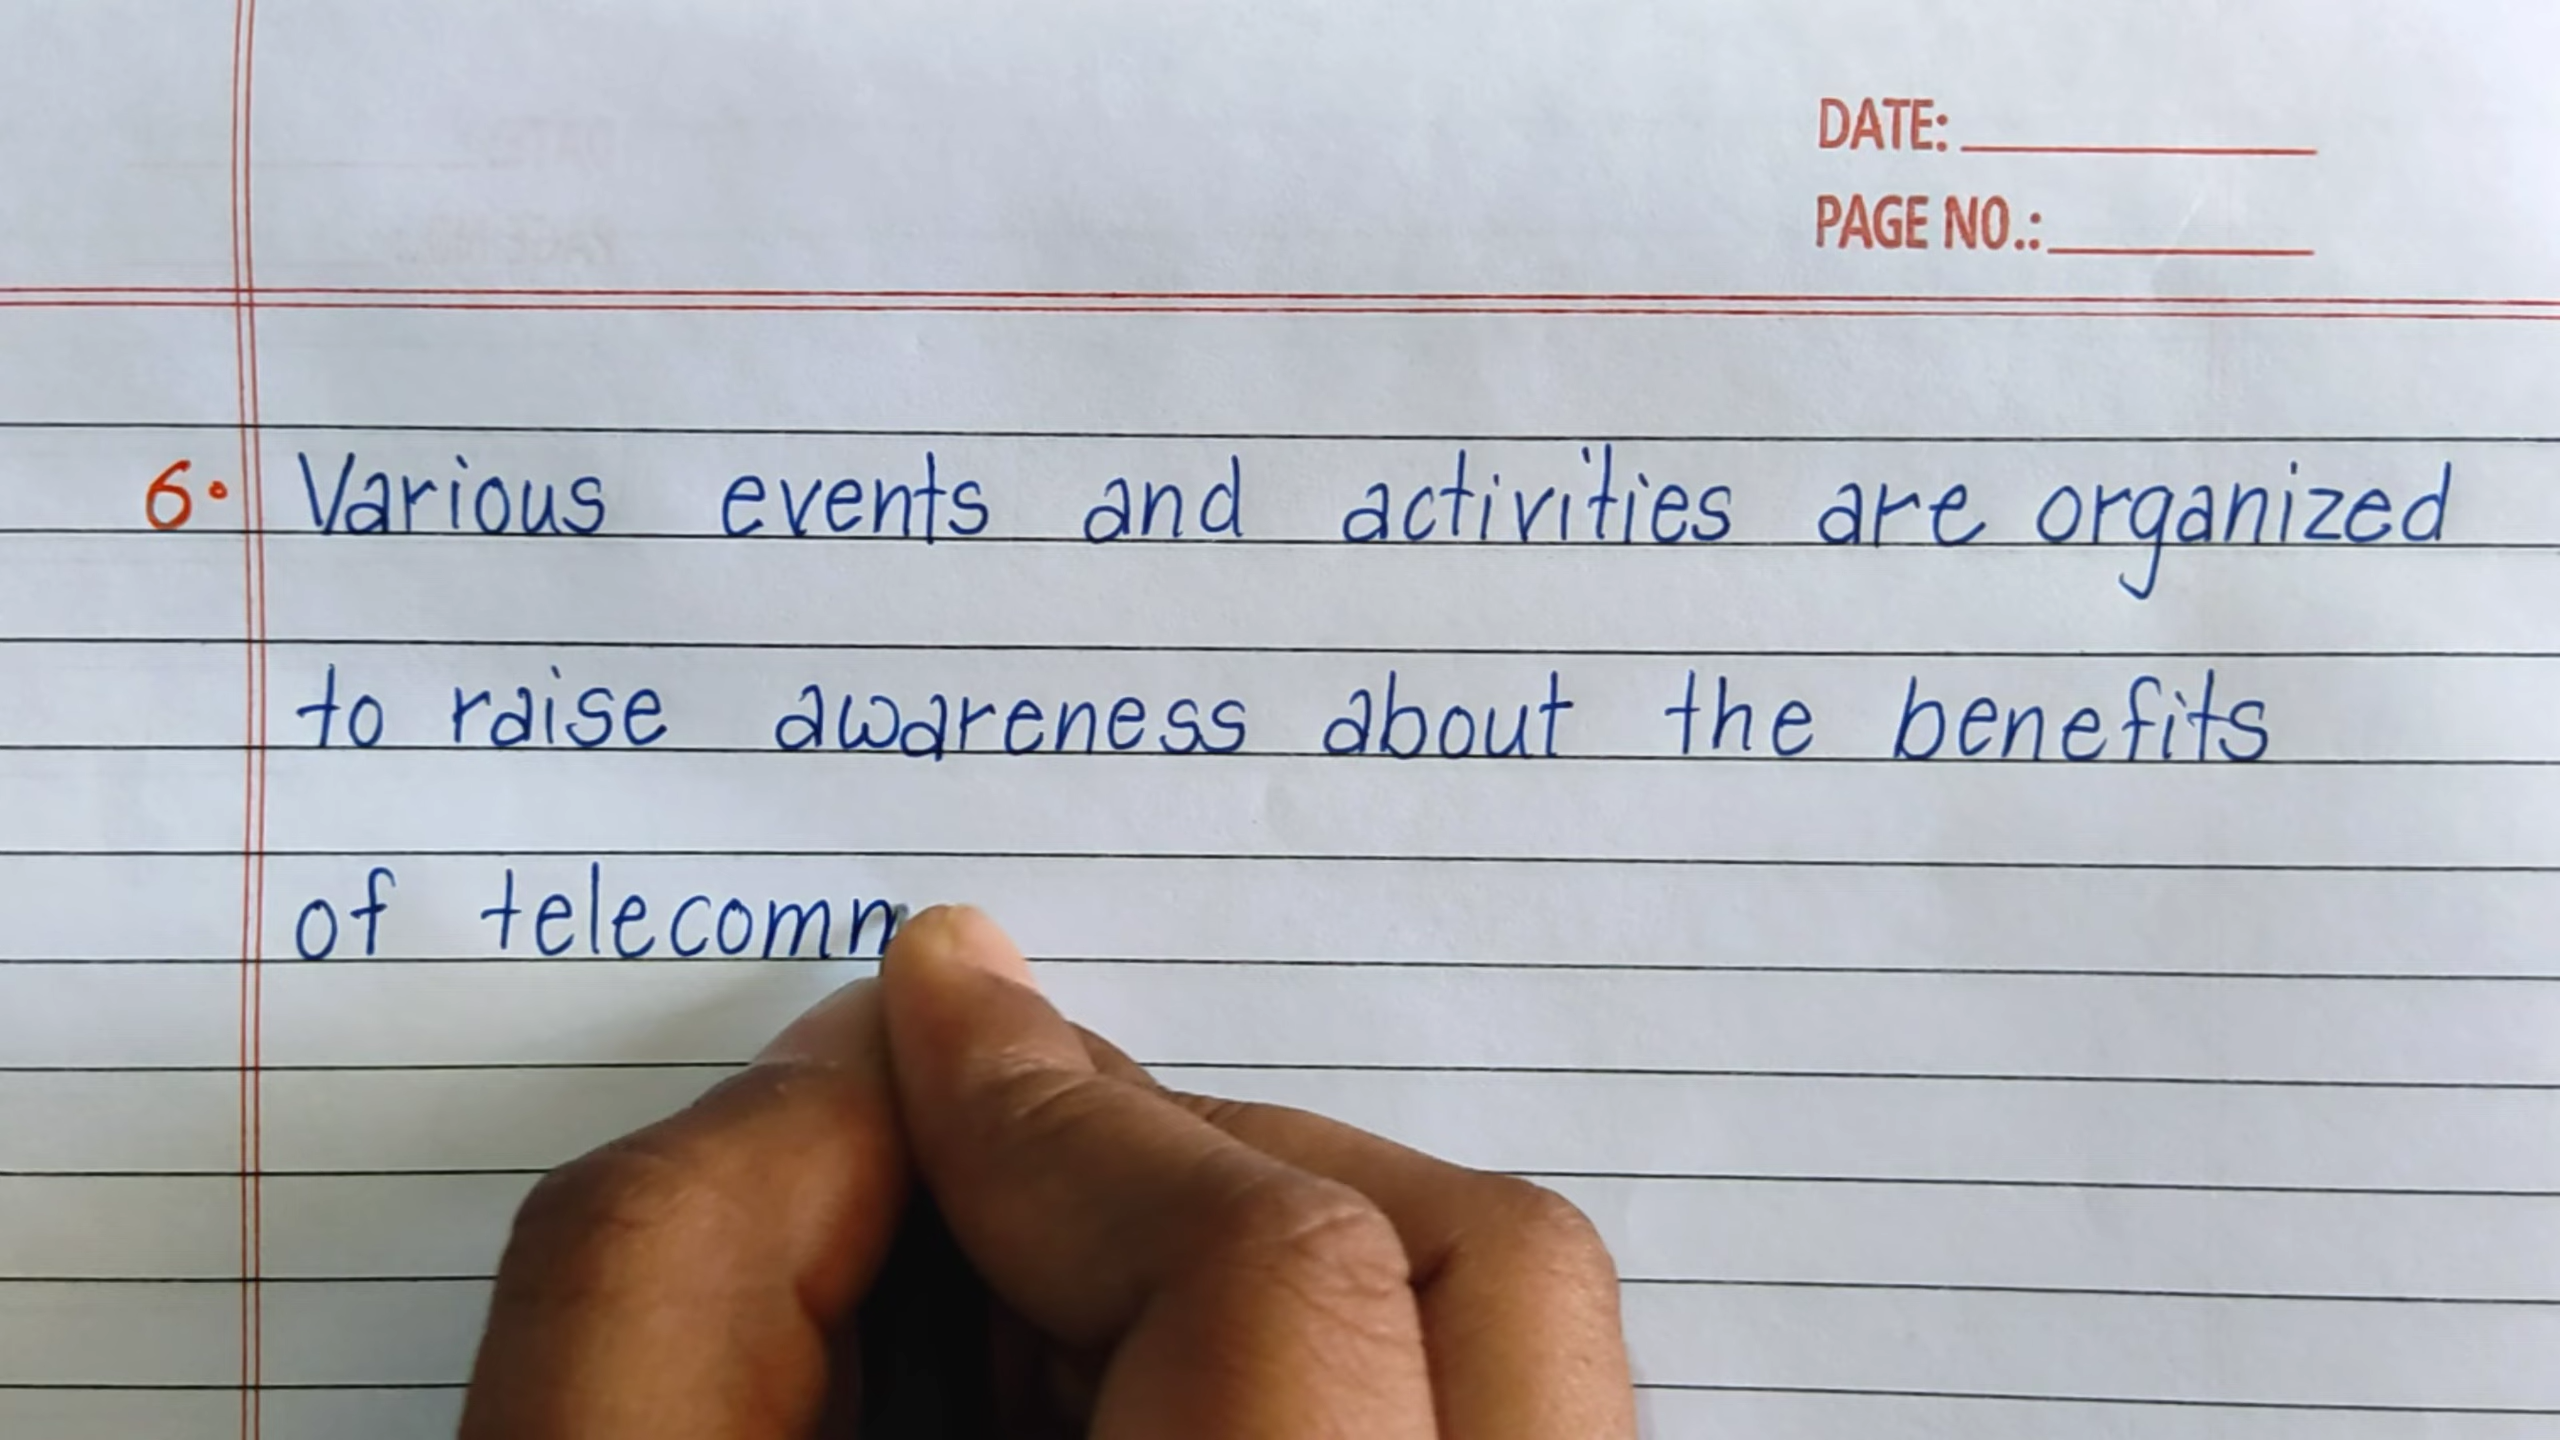 DATE:
PAGE NO.:
6. Various events and activities are organized
to raise awareness about the benefits
of telecomm